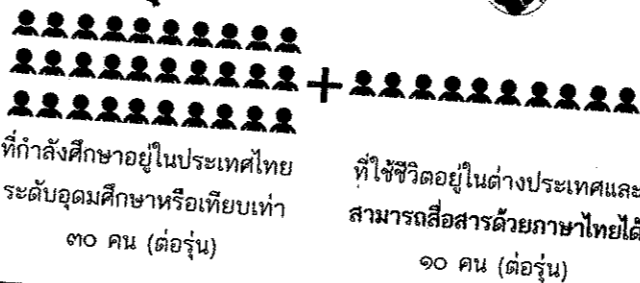 ที่กำลังศึกษาอยู่ในประเทศไทย
ระดับอุดมศึกษาหรือเทียบเท่า
๓๐ คน (ต่อรุ่น)
+
ที่ใช้ชีวิตอยู่ในต่างประเทศและ
สามารถสื่อสารด้วยภาษาไทยได้
๑๐ คน (ต่อรุ่น)